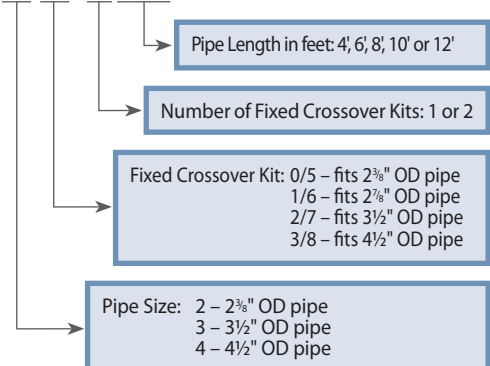 Pipe Length in feet: 4', 6', 8', 10' or 12'
Number of Fixed Crossover Kits: 1 or 2
Fixed Crossover Kit: 0/5 – fits 2⅜" OD pipe
1/6 – fits 2⅞" OD pipe
2/7 – fits 3½" OD pipe
3/8 – fits 4½" OD pipe
Pipe Size: 2 – 2⅜" OD pipe
3 – 3½" OD pipe
4 – 4½" OD pipe